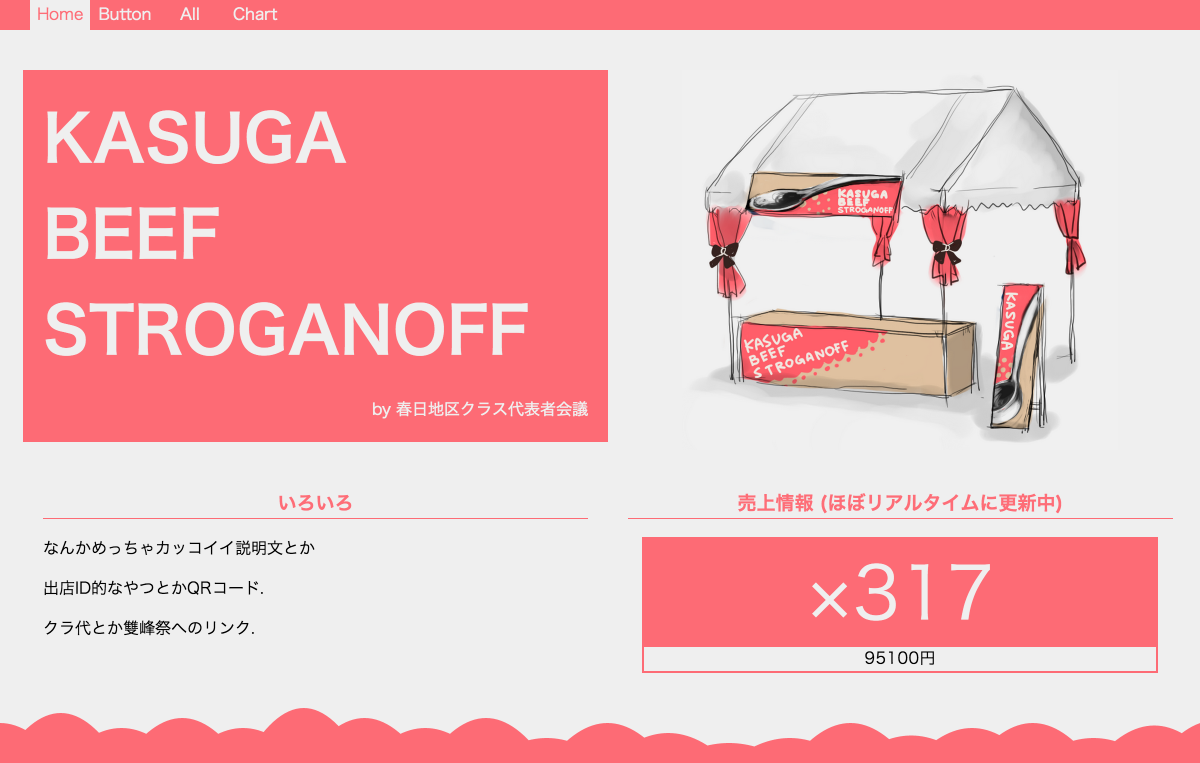 Home Button All Chart
KASUGA
BEEF
STROGANOFF
by 春日地区クラス代表者会議
KASUGA
BEEF
STROGANOFF
KASUGA
BEEF
STROGANOFF
KASUGA
いろいろ
なんかめっちゃカッコイイ説明文とか
出店ID的なやつとかQRコード.
クラ代とか雙峰祭へのリンク.
売上情報 (ほぼリアルタイムに更新中)
×317
95100円